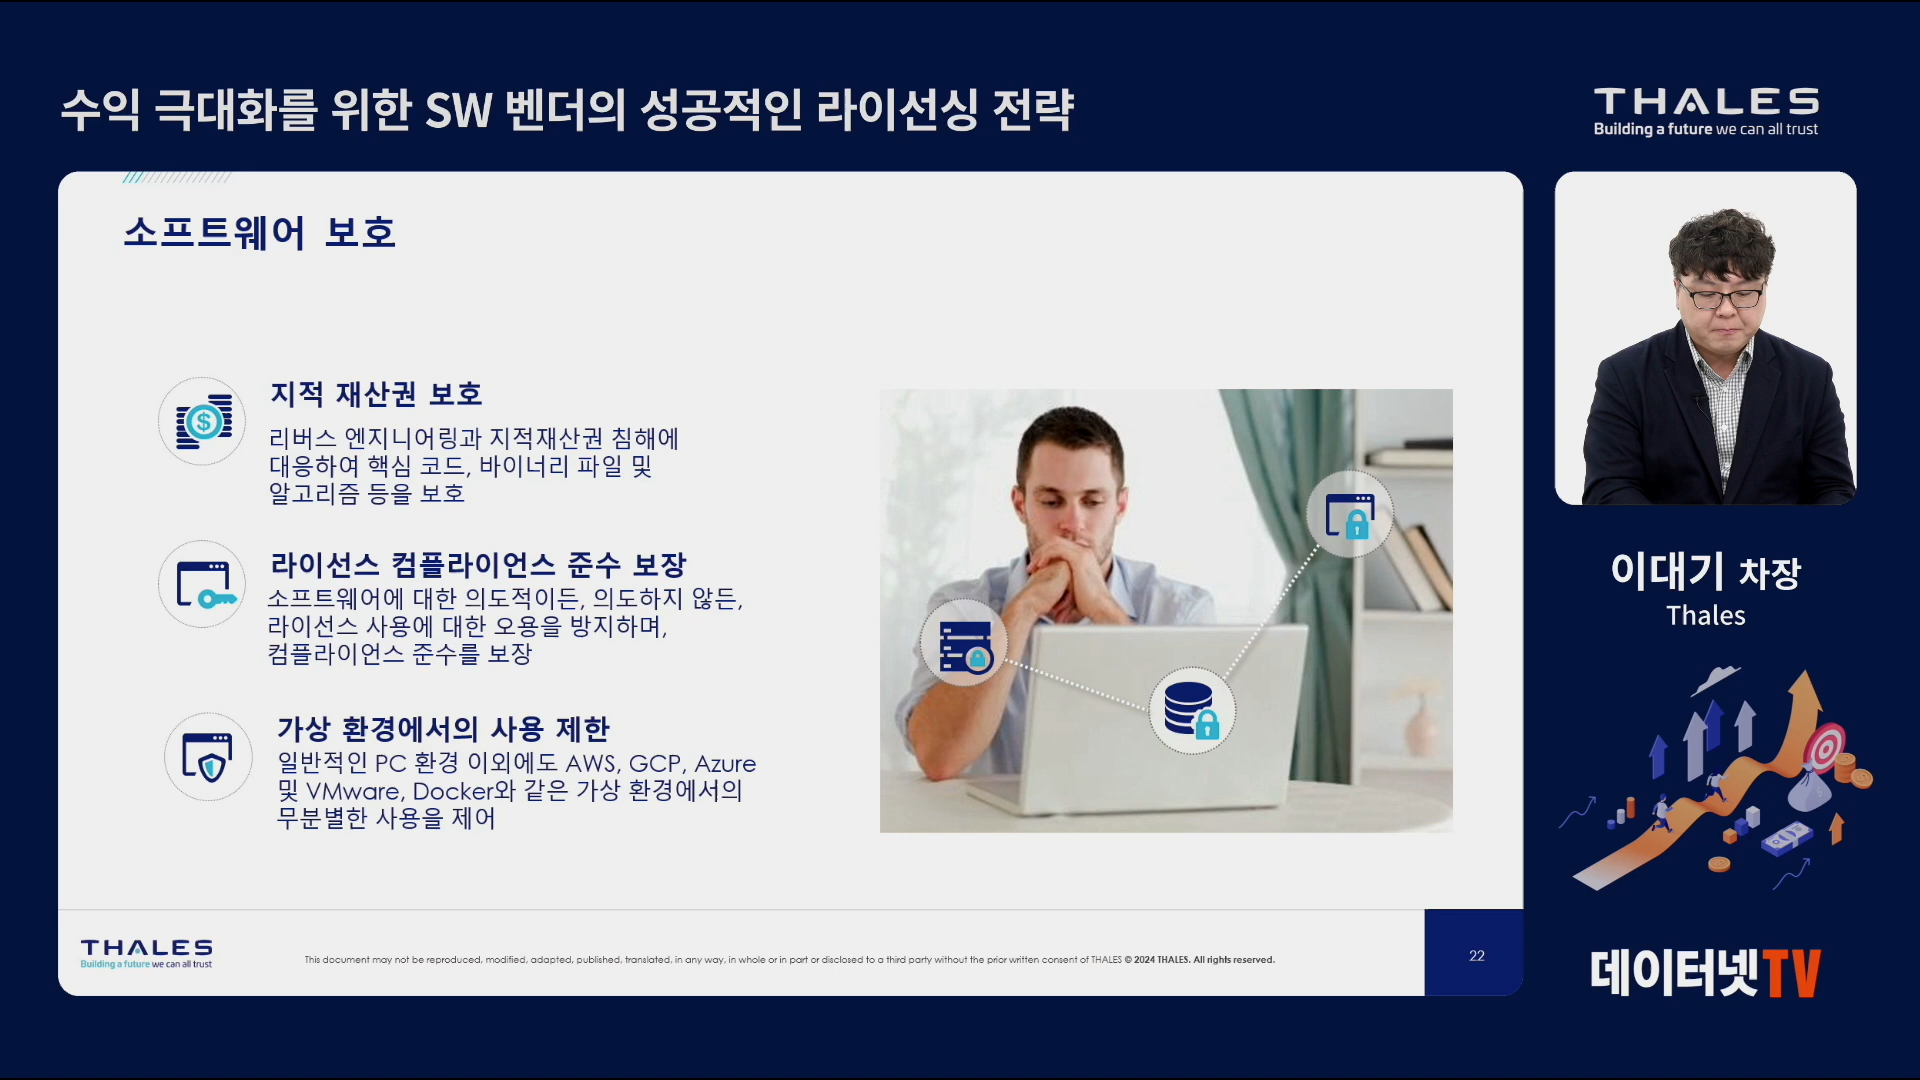 수익 극대화를 위한 SW 벤더의 성공적인 라이선싱 전략
THALES
Building a future we can all trust
소프트웨어 보호
지적 재산권 보호
리버스 엔지니어링과 지적재산권 침해에
대응하여 핵심 코드, 바이너리 파일 및
알고리즘 등을 보호
라이선스 컴플라이언스 준수 보장
소프트웨어에 대한 의도적이든, 의도하지 않든,
라이선스 사용에 대한 오용을 방지하며,
컴플라이언스 준수를 보장
가상 환경에서의 사용 제한
일반적인 PC 환경 이외에도 AWS, GCP, Azure
및 VMware, Docker와 같은 가상 환경에서의
무분별한 사용을 제어
THALES
Building a future we can all trust
This document may not be reproduced, modified, adapted, published, translated, in any way, in whole or in part or disclosed to a third party without the prior written consent of THALES © 2024 THALES. All rights reserved.
22
이대기 차장
Thales
데이터넷TV